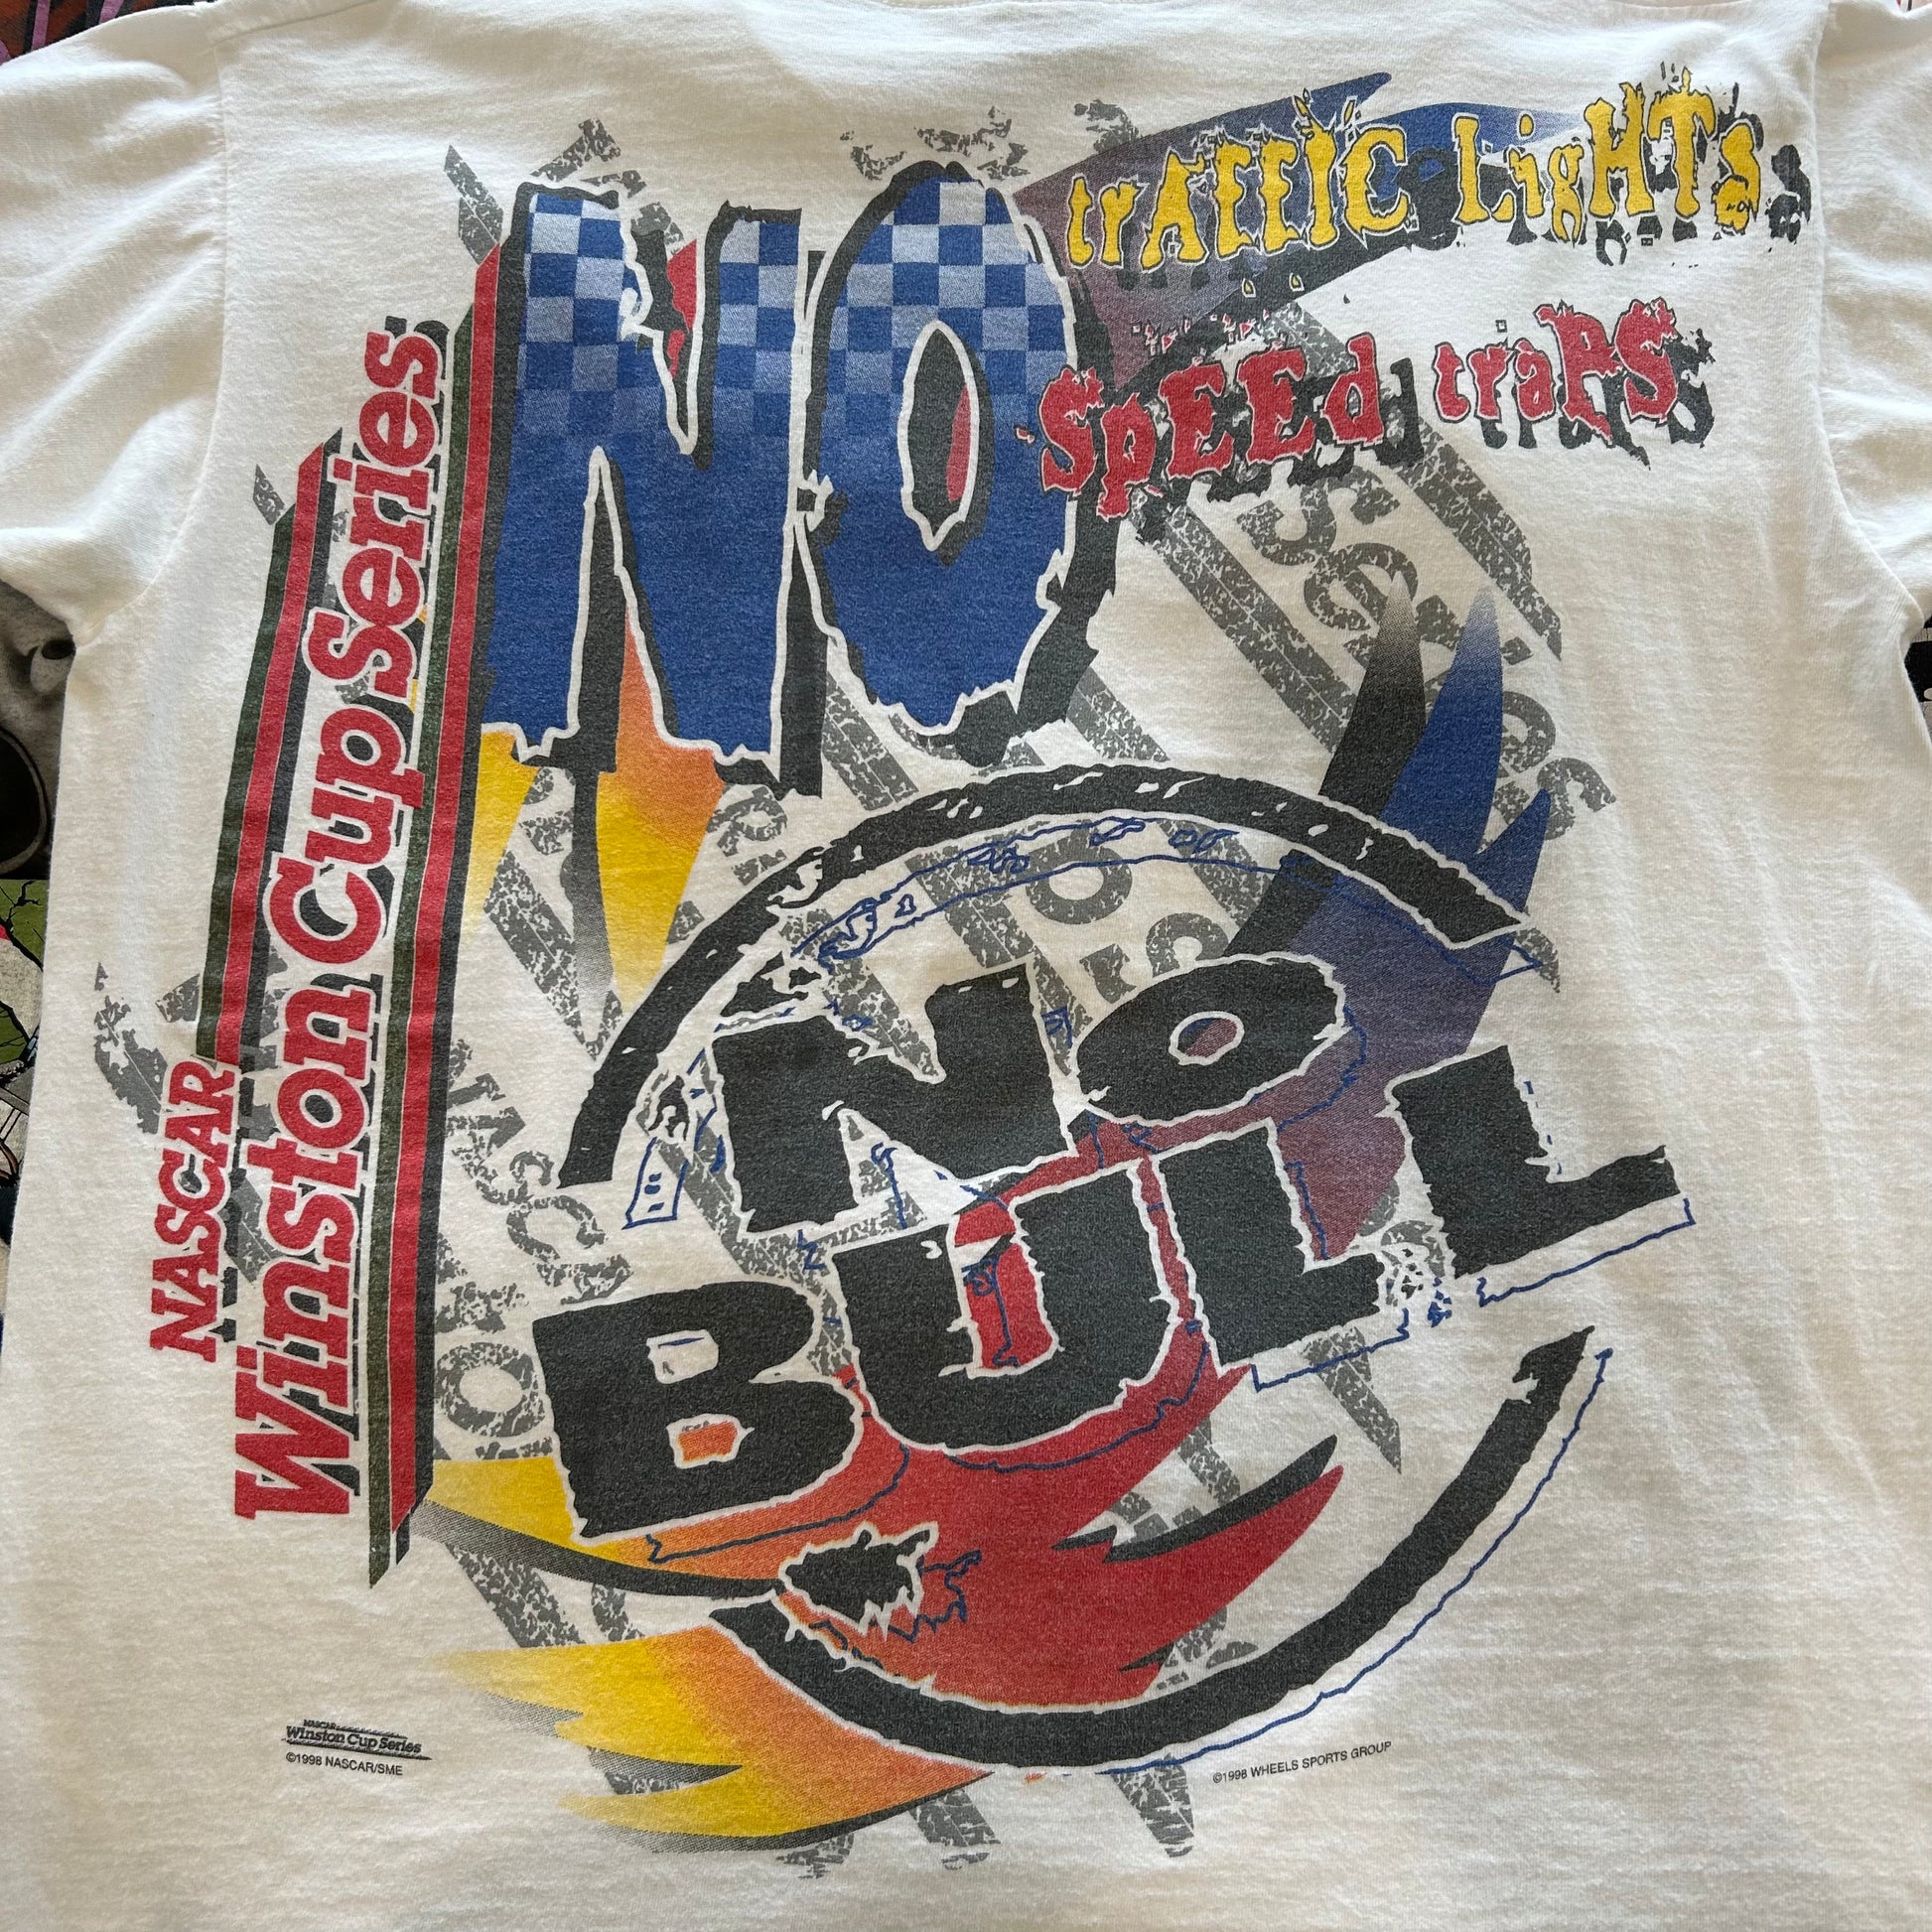 NO
trAffIC LigHTs,
SpEEd traPS
NASCAR
Winston Cup Series
NO
BULL
NASCAR
Winston Cup Series
©1998 NASCAR/SME
©1998 WHEELS SPORTS GROUP